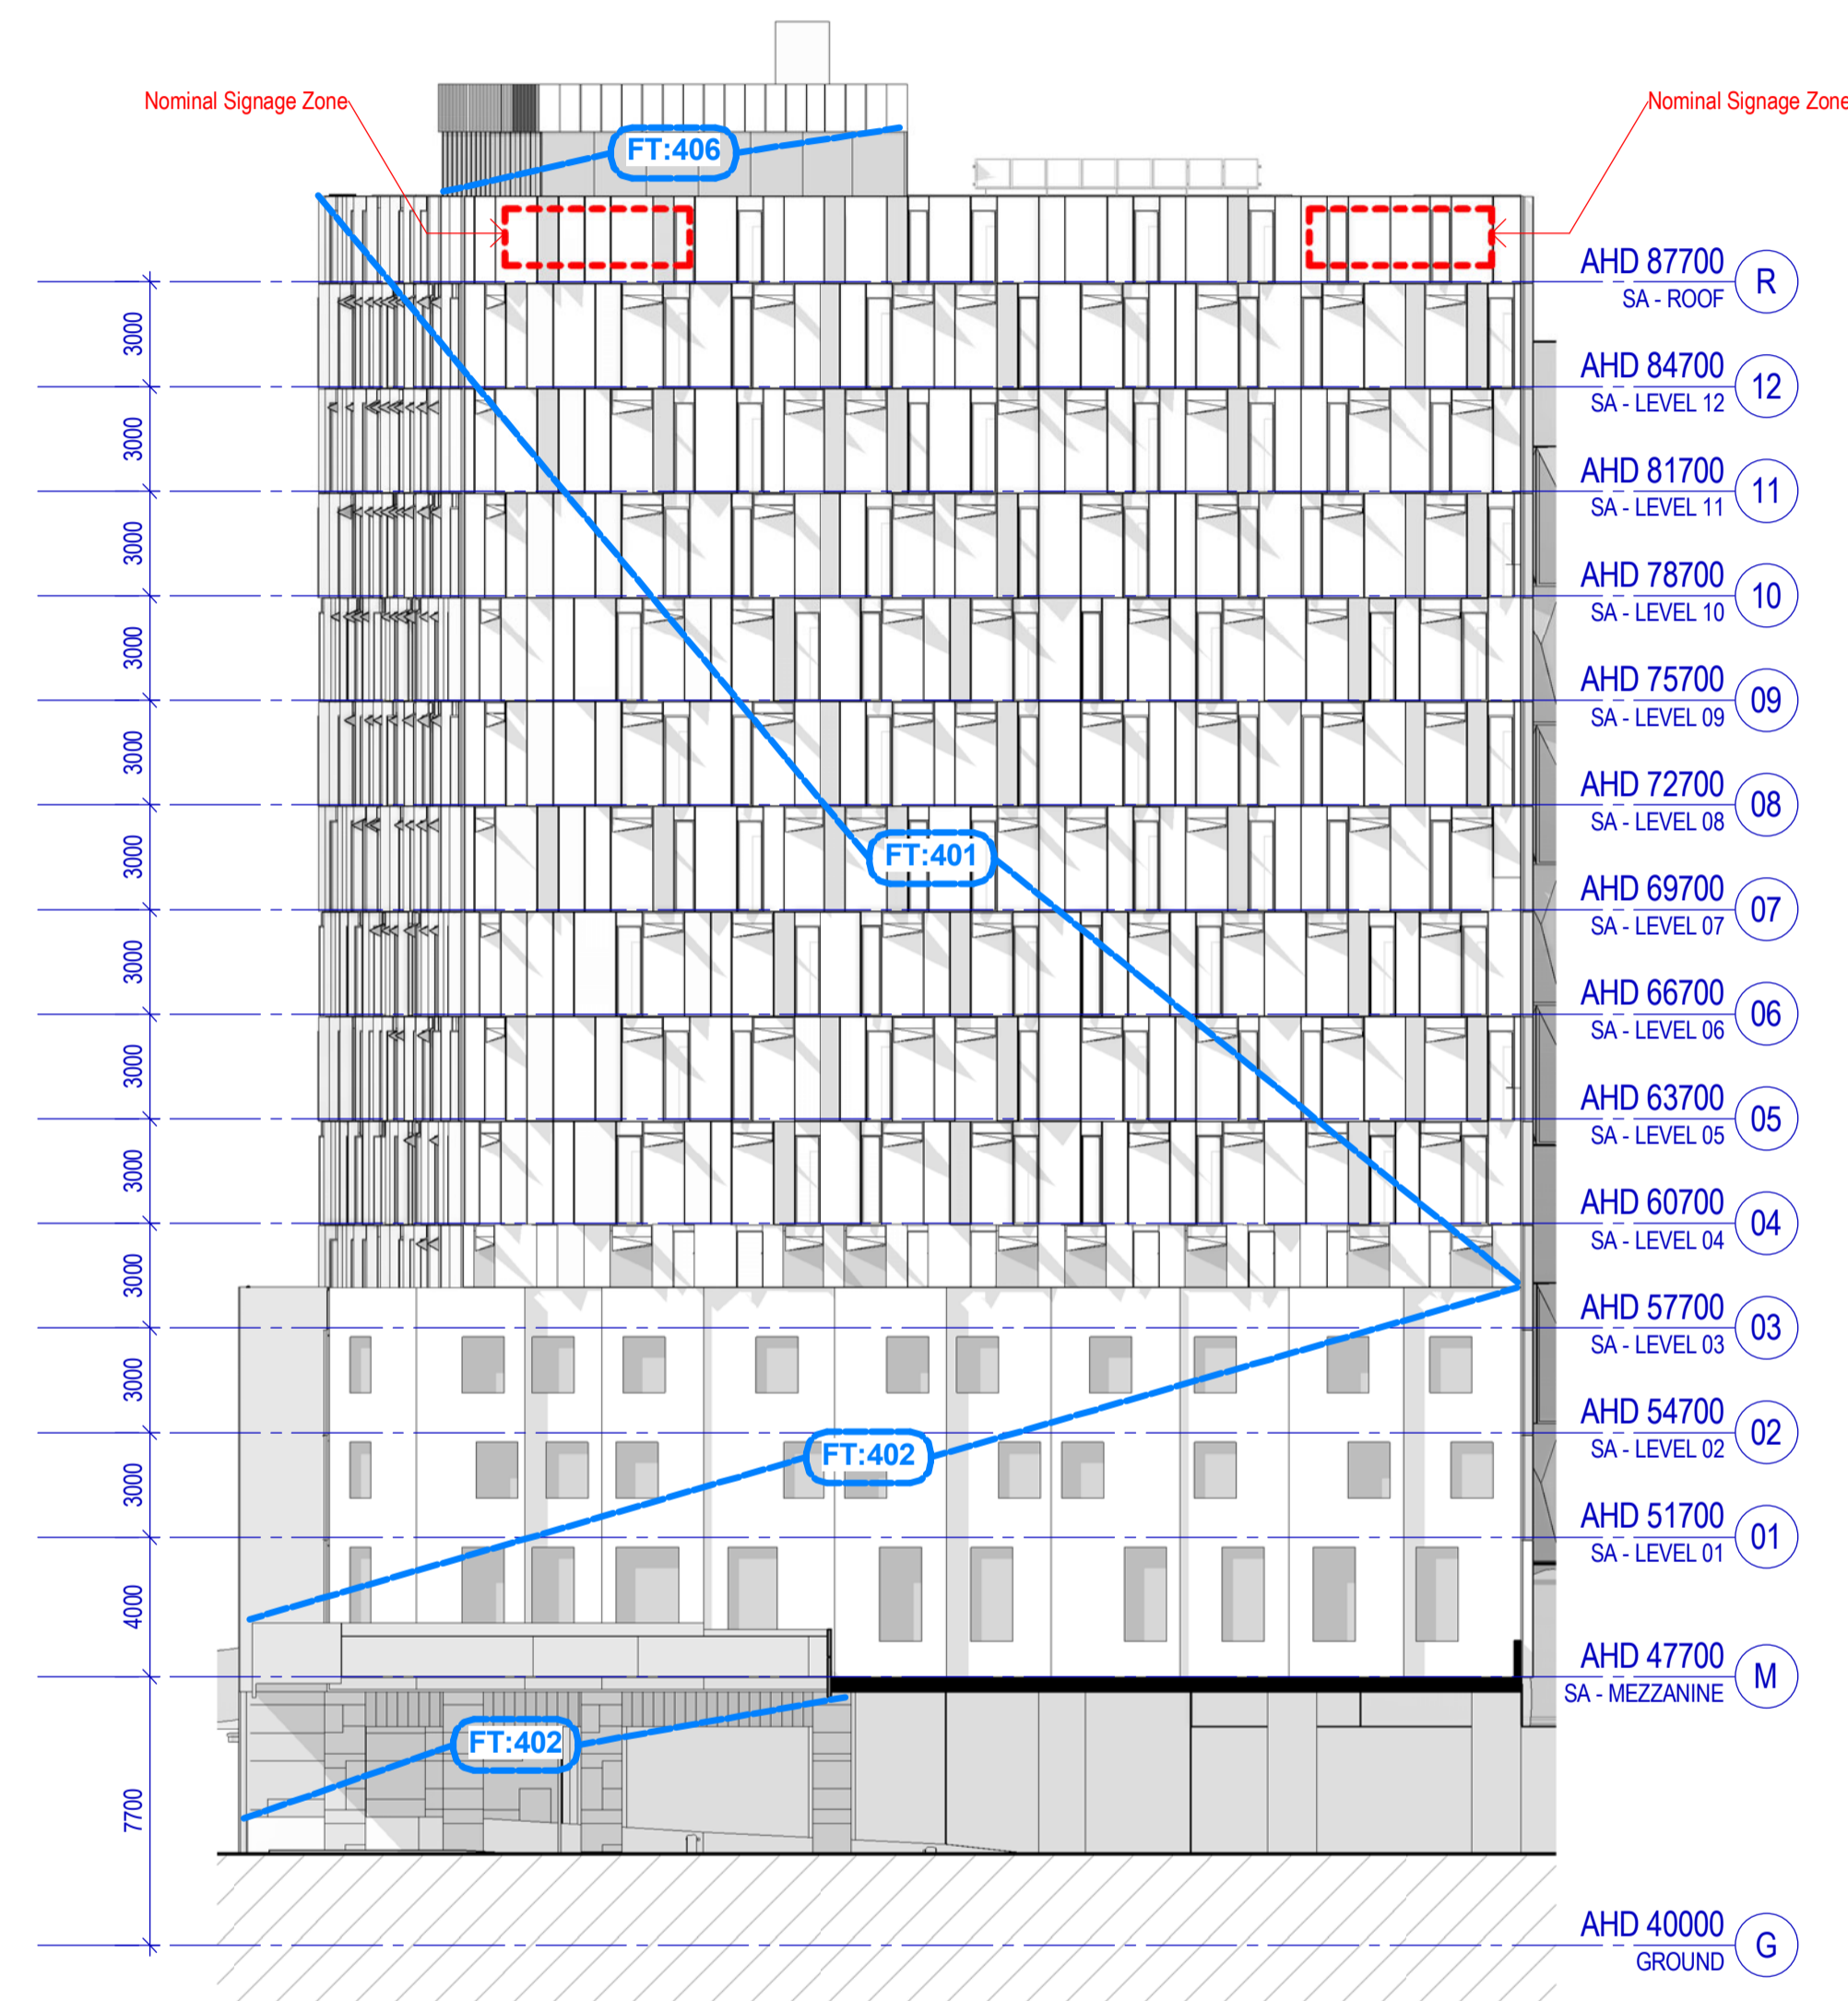 Nominal Signage Zone
Nominal Signage Zone
FT:406
AHD 87700
R
SA - ROOF
3000
AHD 84700
12
SA - LEVEL 12
3000
AHD 81700
11
SA - LEVEL 11
3000
AHD 78700
10
SA - LEVEL 10
3000
AHD 75700
09
SA - LEVEL 09
3000
AHD 72700
08
SA - LEVEL 08
3000
FT:401
AHD 69700
07
SA - LEVEL 07
3000
AHD 66700
06
SA - LEVEL 06
3000
AHD 63700
05
SA - LEVEL 05
3000
AHD 60700
04
SA - LEVEL 04
3000
AHD 57700
03
SA - LEVEL 03
3000
AHD 54700
02
SA - LEVEL 02
FT:402
3000
AHD 51700
01
SA - LEVEL 01
4000
AHD 47700
M
SA - MEZZANINE
FT:402
7700
AHD 40000
G
GROUND